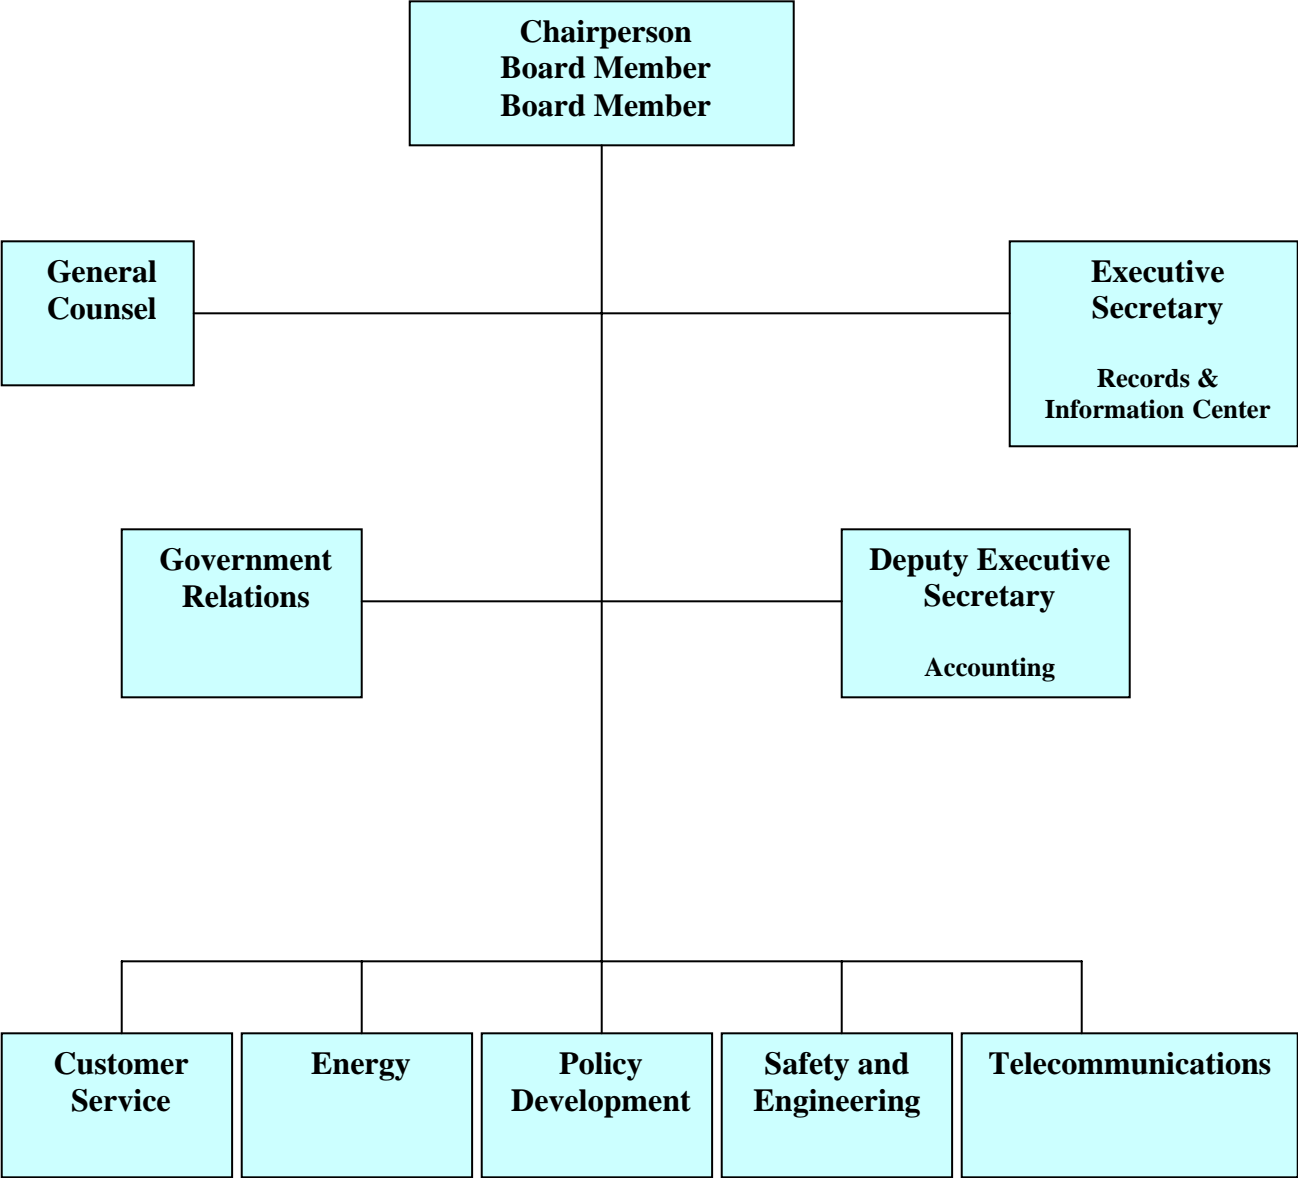 Chairperson
Board Member
Board Member
General
Counsel
Executive
Secretary
Records &
Information Center
Government
Relations
Deputy Executive
Secretary
Accounting
Customer
Service
Energy
Policy
Development
Safety and
Engineering
Telecommunications